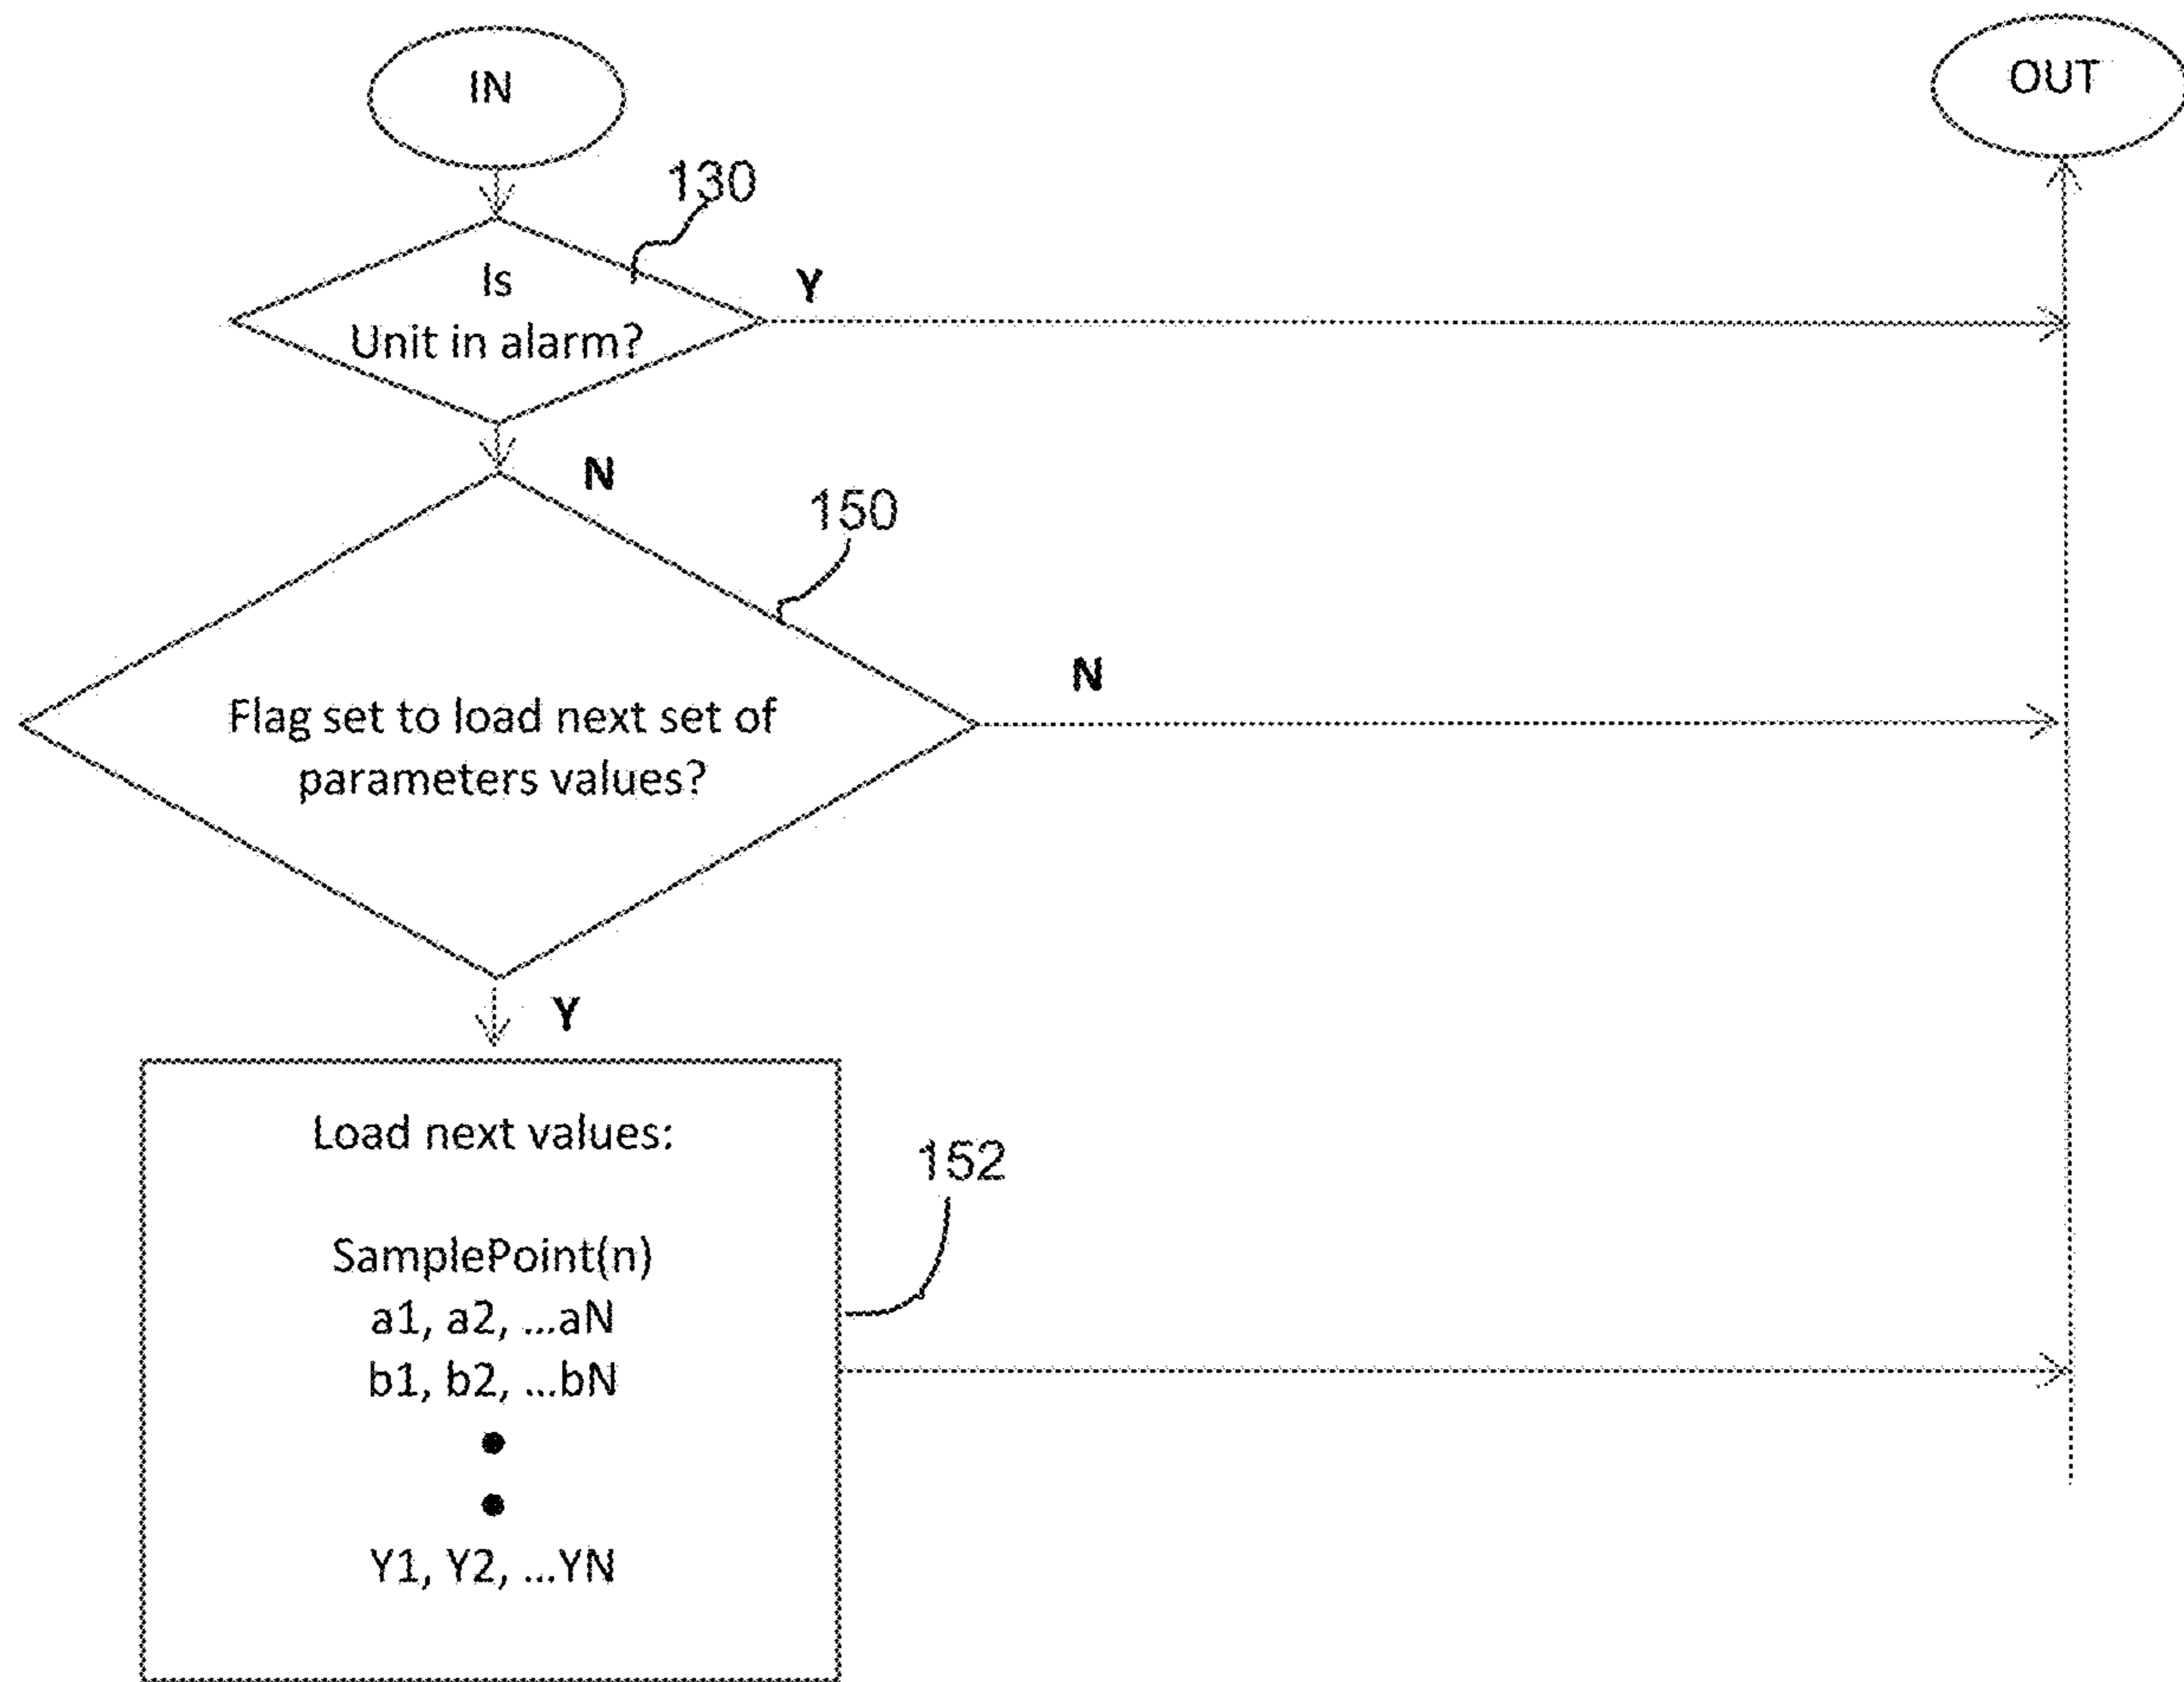 IN
OUT
130
Is
Unit in alarm?
Y
N
150
Flag set to load next set of
parameters values?
N
Y
Load next values:
152
SamplePoint(n)
a1, a2, ...aN
b1, b2, ...bN
•
•
Y1, Y2, ...YN